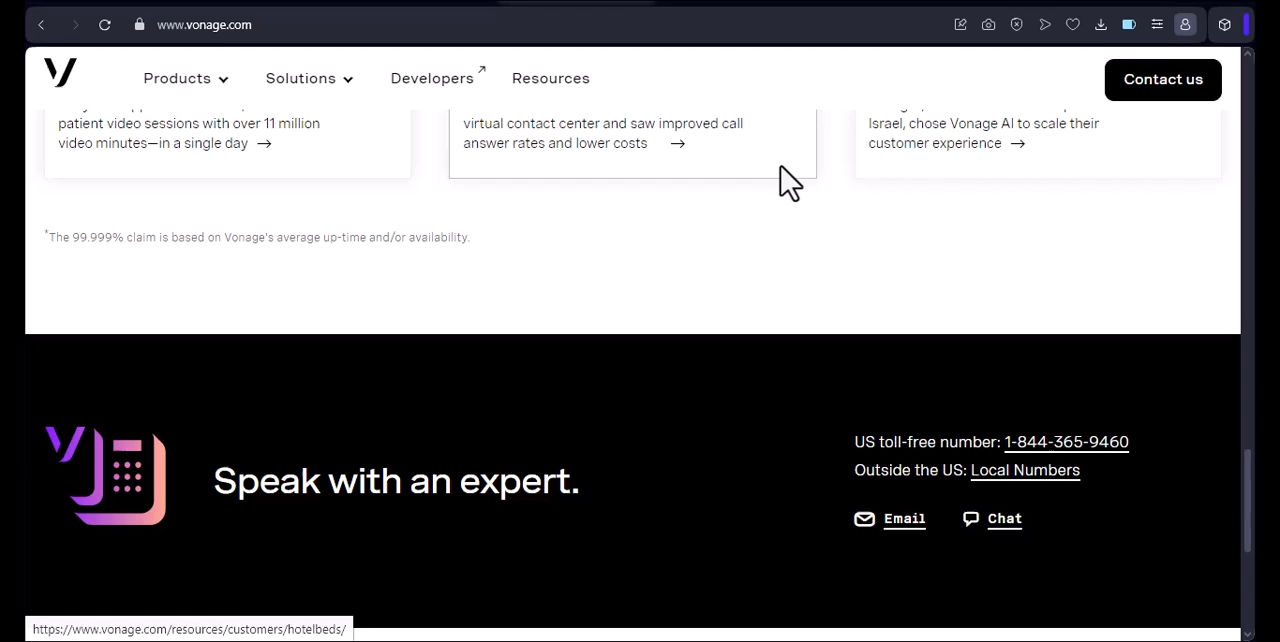 www.vonage.com
Products
Solutions
Developers
Resources
Contact us
patient video sessions with over 11 million
video minutes—in a single day →
virtual contact center and saw improved call
answer rates and lower costs →
Israel, chose Vonage AI to scale their
customer experience →
*The 99.999% claim is based on Vonage's average up-time and/or availability.
Speak with an expert.
US toll-free number: 1-844-365-9460
Outside the US: Local Numbers
Email
Chat
https://www.vonage.com/resources/customers/hotelbeds/